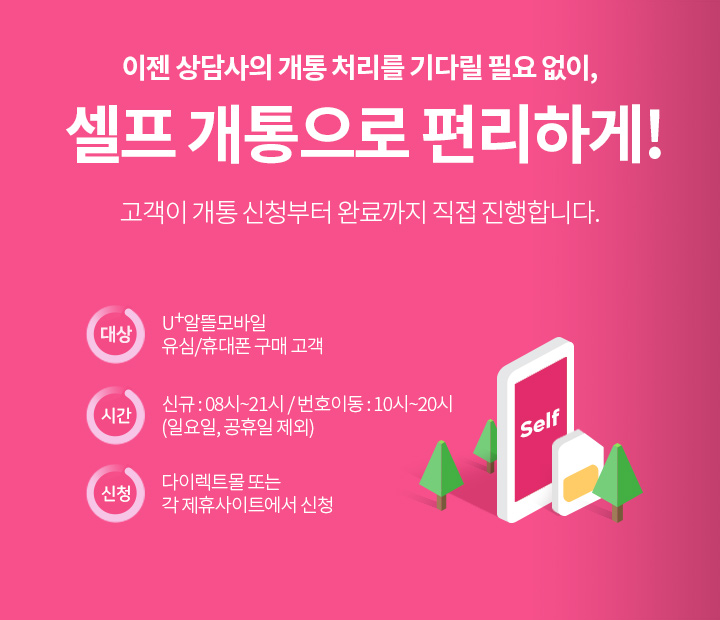 이젠 상담사의 개통 처리를 기다릴 필요 없이,
셀프 개통으로 편리하게!
고객이 개통 신청부터 완료까지 직접 진행합니다.
대상
U+알뜰모바일
유심/휴대폰 구매 고객
시간
신규 : 08시~21시 / 번호이동 : 10시~20시
(일요일, 공휴일 제외)
신청
다이렉트몰 또는
각 제휴사이트에서 신청
Self